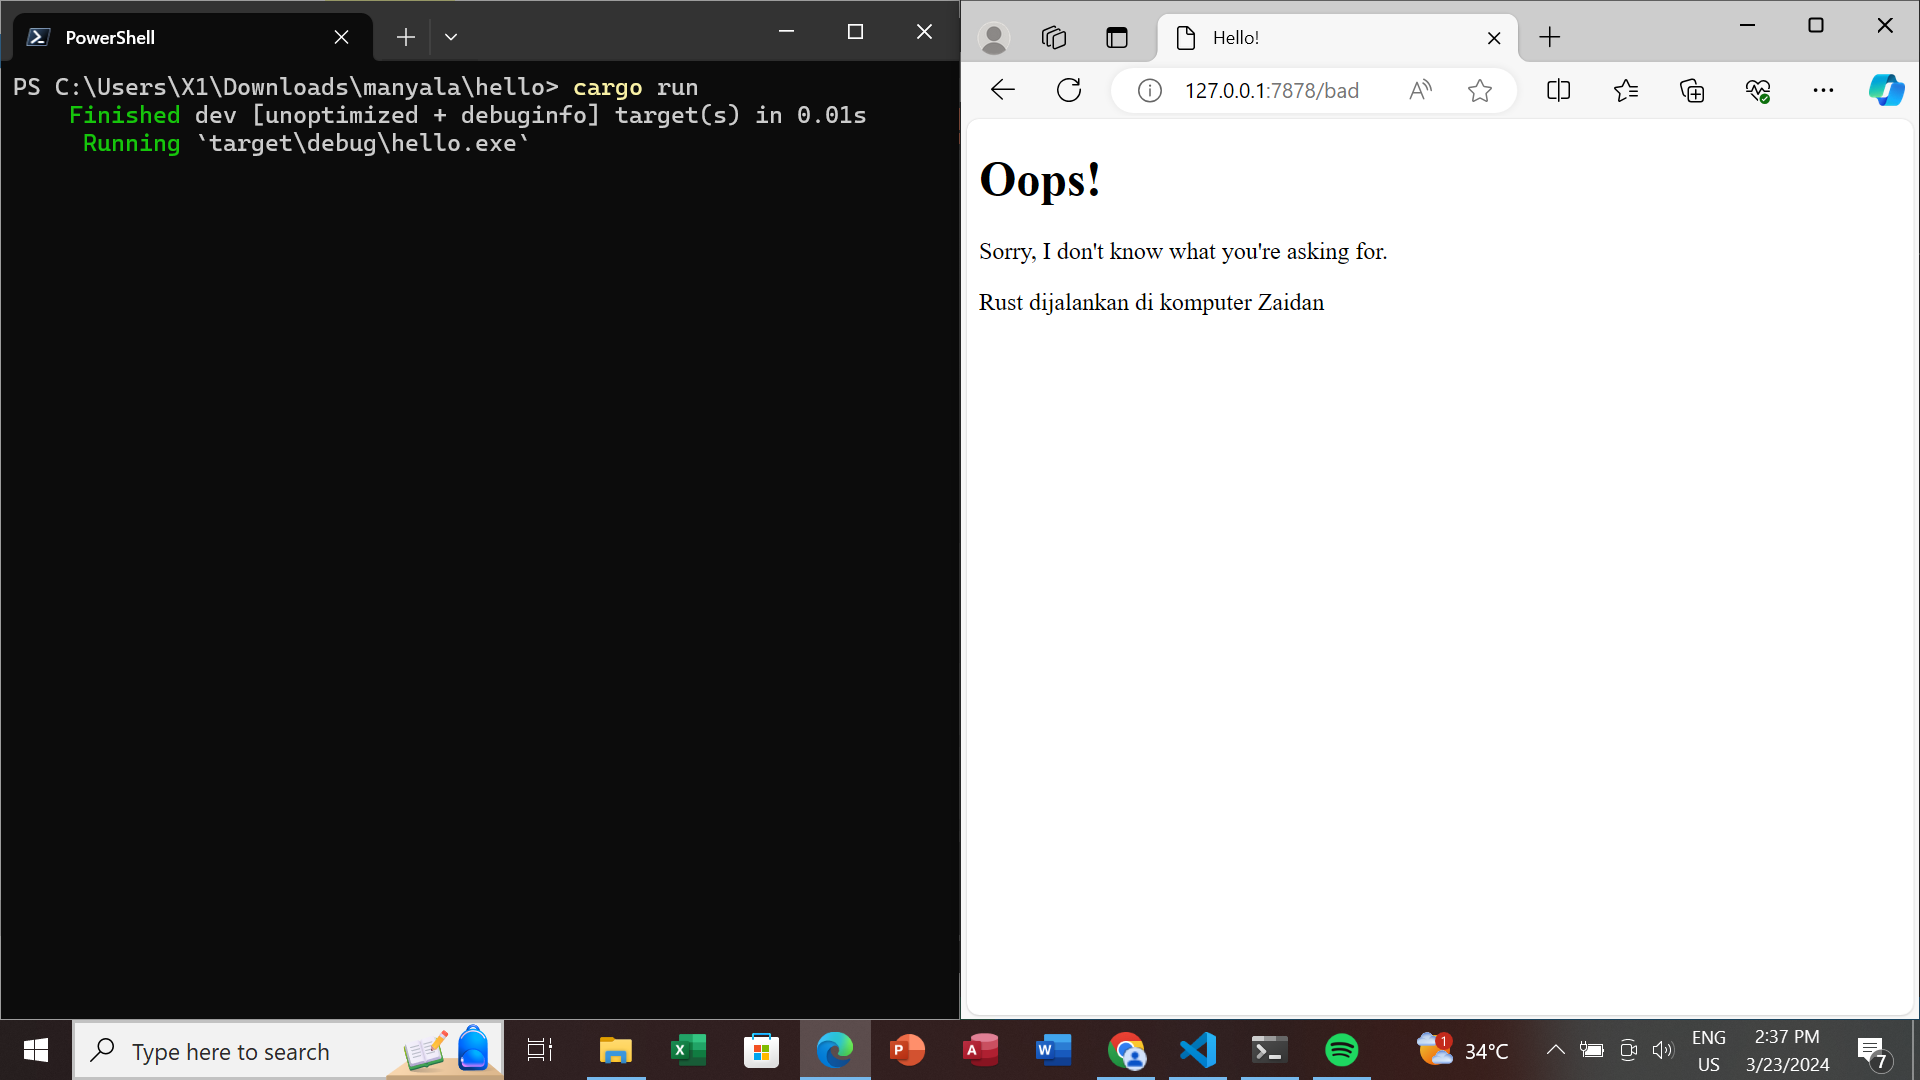 PowerShell
PS C:\Users\X1\Downloads\manyala\hello> cargo run
Finished dev [unoptimized + debuginfo] target(s) in 0.01s
Running `target\debug\hello.exe`
Hello!
127.0.0.1:7878/bad
Oops!
Sorry, I don't know what you're asking for.
Rust dijalankan di komputer Zaidan
Type here to search
1
34°C
ENG
US
2:37 PM
3/23/2024
7